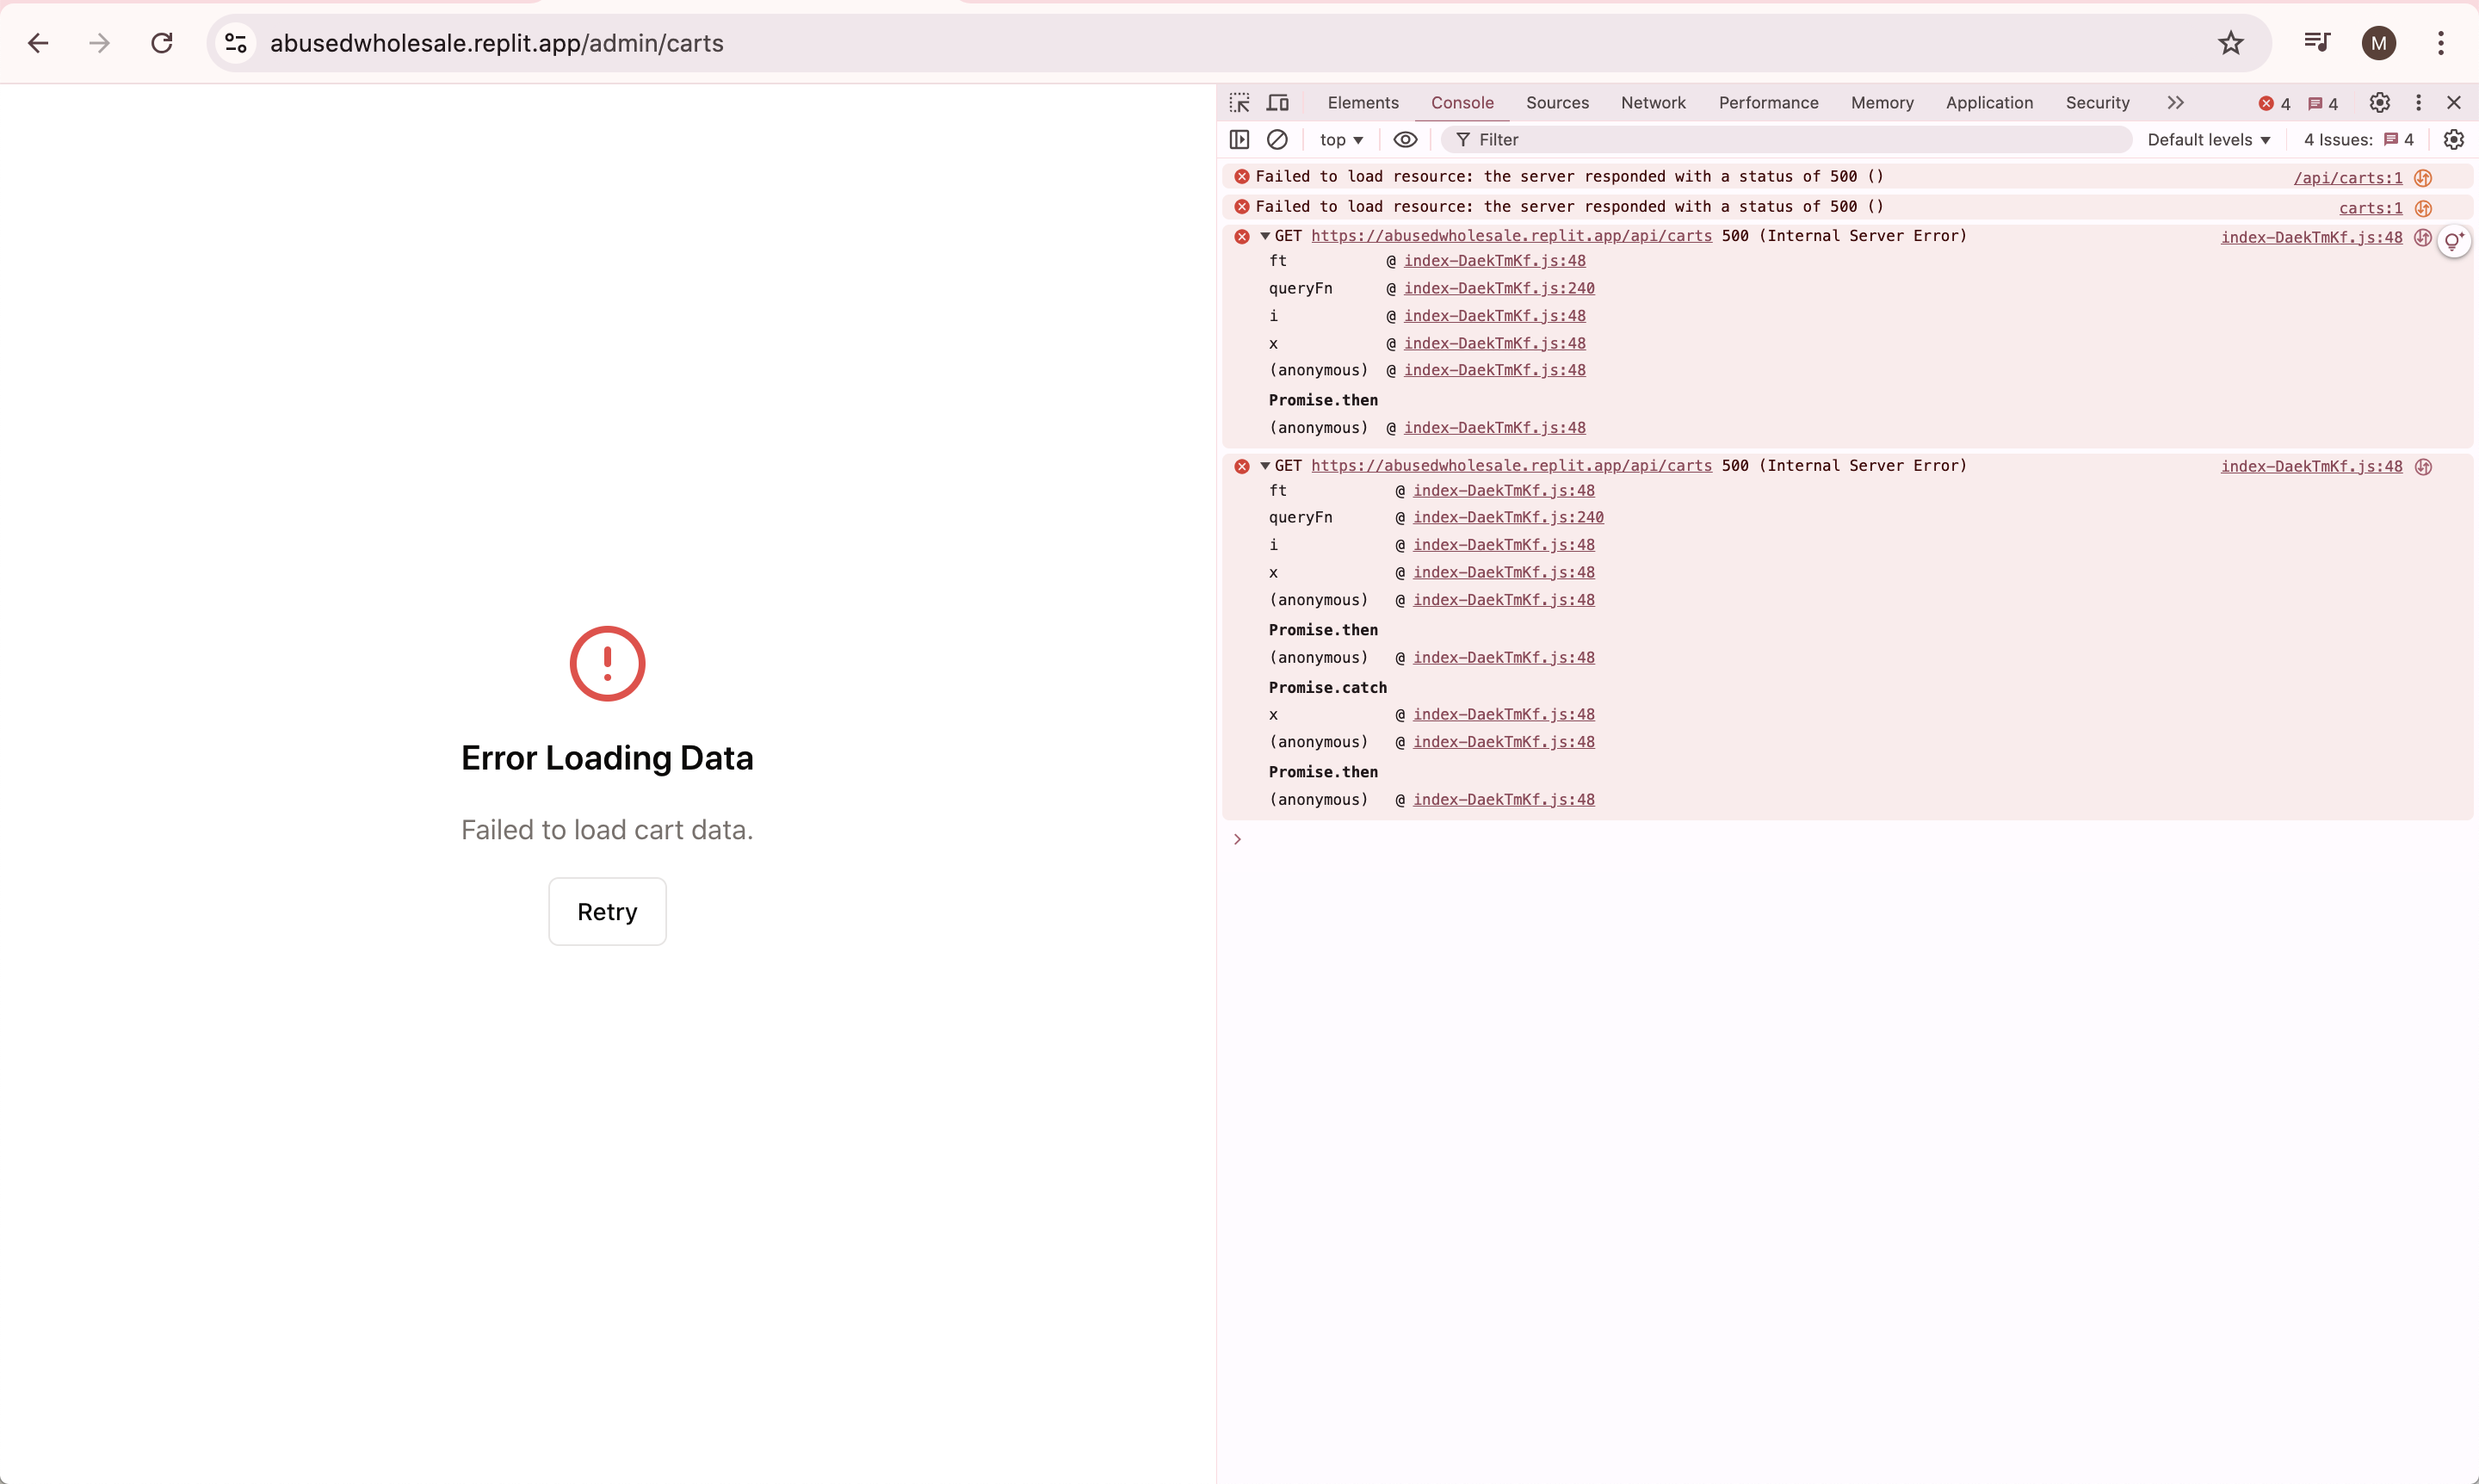 abusedwholesale.replit.app/admin/carts
M
Elements Console Sources Network Performance Memory Application Security 4 4
top Filter Default levels 4 Issues: 4
Failed to load resource: the server responded with a status of 500 () /api/carts:1
Failed to load resource: the server responded with a status of 500 () carts:1
GET https://abusedwholesale.replit.app/api/carts 500 (Internal Server Error) index-DaekTmKf.js:48
ft @ index-DaekTmKf.js:48
queryFn @ index-DaekTmKf.js:240
i @ index-DaekTmKf.js:48
x @ index-DaekTmKf.js:48
(anonymous) @ index-DaekTmKf.js:48
Promise.then
(anonymous) @ index-DaekTmKf.js:48
GET https://abusedwholesale.replit.app/api/carts 500 (Internal Server Error) index-DaekTmKf.js:48
ft @ index-DaekTmKf.js:48
queryFn @ index-DaekTmKf.js:240
i @ index-DaekTmKf.js:48
x @ index-DaekTmKf.js:48
(anonymous) @ index-DaekTmKf.js:48
Promise.then
(anonymous) @ index-DaekTmKf.js:48
Promise.catch
x @ index-DaekTmKf.js:48
(anonymous) @ index-DaekTmKf.js:48
Promise.then
(anonymous) @ index-DaekTmKf.js:48
Error Loading Data
Failed to load cart data.
Retry